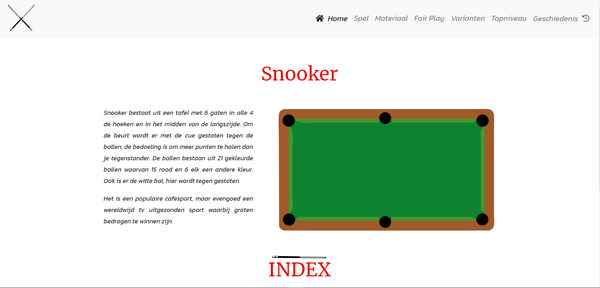 Home Spel Materiaal Fair Play Varianten Topniveau Geschiedenis
Snooker
Snooker bestaat uit een tafel met 6 gaten in alle 4
de hoeken en in het midden van de langszijde. Om
de beurt wordt er met de cue gestoten tegen de
ballen, de bedoeling is om meer punten te halen dan
je tegenstander. De ballen bestaan uit 21 gekleurde
ballen waarvan 15 rood en 6 elk een andere kleur.
Ook is er de witte bal, hier wordt tegen gestoten.
Het is een populaire cafesport, maar evengoed een
wereldwijd tv uitgezonden sport waarbij groten
bedragen te winnen zijn.
INDEX